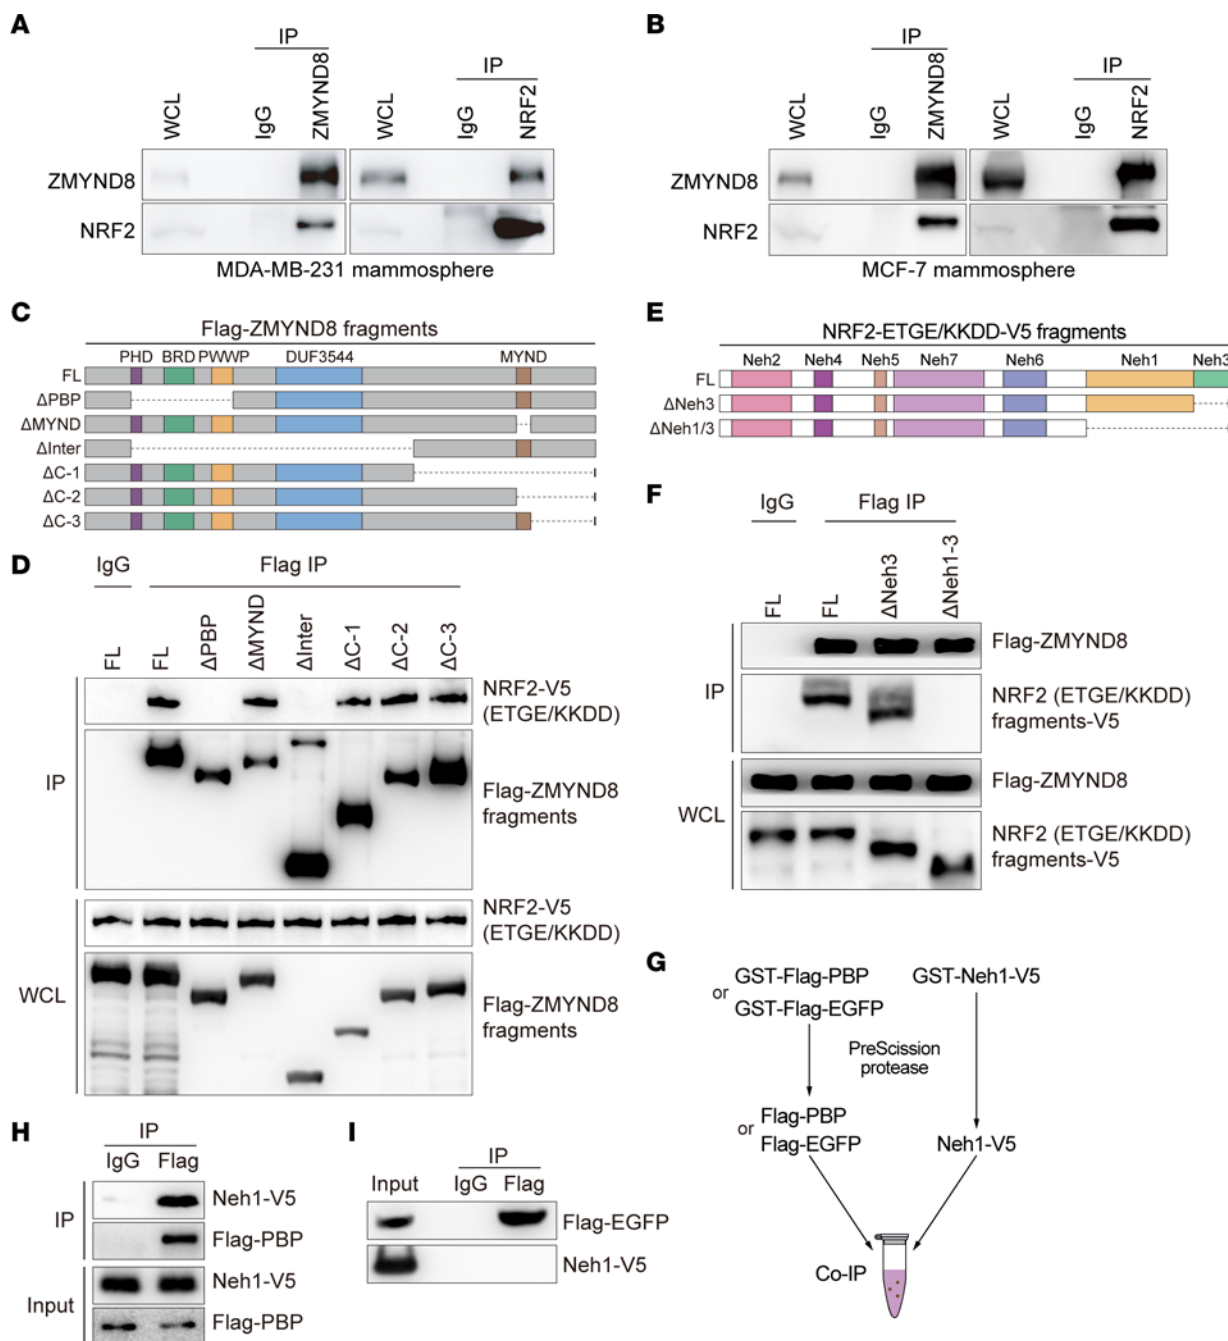 A
IP
WCL
IgG
ZMYND8
IP
WCL
IgG
NRF2
ZMYND8
NRF2
MDA-MB-231 mammosphere
B
IP
WCL
IgG
ZMYND8
IP
WCL
IgG
NRF2
ZMYND8
NRF2
MCF-7 mammosphere
C
Flag-ZMYND8 fragments
PHD BRD PWWP DUF3544 MYND
FL
ΔPBP
ΔMYND
ΔInter
ΔC-1
ΔC-2
ΔC-3
E
NRF2-ETGE/KKDD-V5 fragments
Neh2 Neh4 Neh5 Neh7 Neh6 Neh1 Neh3
FL
ΔNeh3
ΔNeh1/3
D
IgG Flag IP
FL FL ΔPBP ΔMYND ΔInter ΔC-1 ΔC-2 ΔC-3
IP
NRF2-V5
(ETGE/KKDD)
Flag-ZMYND8
fragments
WCL
NRF2-V5
(ETGE/KKDD)
Flag-ZMYND8
fragments
F
IgG Flag IP
FL FL ΔNeh3 ΔNeh1-3
IP
Flag-ZMYND8
NRF2 (ETGE/KKDD)
fragments-V5
WCL
Flag-ZMYND8
NRF2 (ETGE/KKDD)
fragments-V5
G
GST-Flag-PBP
or
GST-Flag-EGFP
GST-Neh1-V5
PreScission
protease
Flag-PBP
or
Flag-EGFP
Neh1-V5
Co-IP
H
IP
IgG Flag
IP
Neh1-V5
Flag-PBP
Input
Neh1-V5
Flag-PBP
I
IP
Input IgG Flag
Flag-EGFP
Neh1-V5